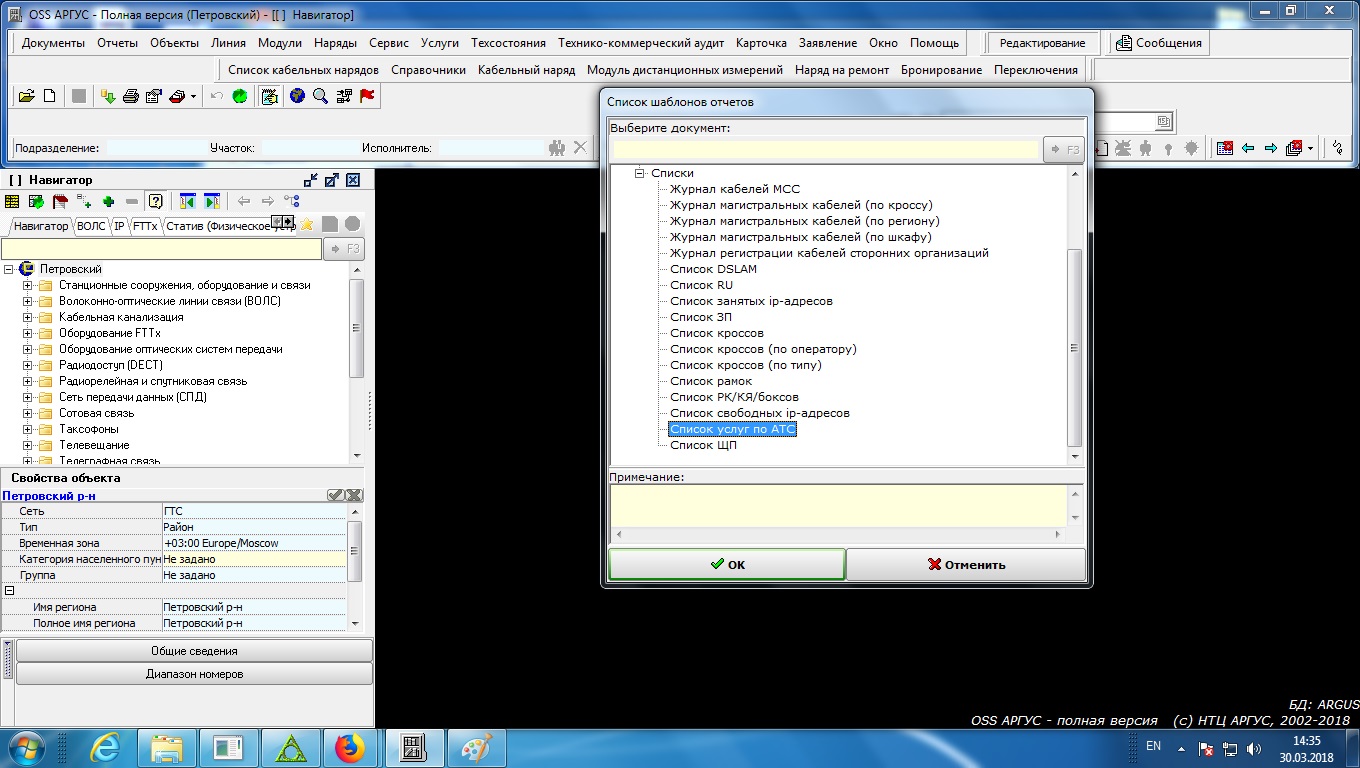 OSS АРГУС - Полная версия (Петровский) - [[ ] Навигатор]
Документы Отчеты Объекты Линия Модули Наряды Сервис Услуги Техсостояния Технико-коммерческий аудит Карточка Заявление Окно Помощь Редактирование Сообщения
Список кабельных нарядов Справочники Кабельный наряд Модуль дистанционных измерений Наряд на ремонт Бронирование Переключения
Подразделение: Участок: Исполнитель:
[ ] Навигатор
Навигатор ВОЛС IP FTTx Статив (Физическое устр
F3
Петровский
Станционные сооружения, оборудование и связи
Волоконно-оптические линии связи (ВОЛС)
Кабельная канализация
Оборудование FTTx
Оборудование оптических систем передачи
Радиодоступ (DECT)
Радиорелейная и спутниковая связь
Сеть передачи данных (СПД)
Сотовая связь
Таксофоны
Телевещание
Телеграфная связь
Свойства объекта
Петровский р-н
Сеть ГТС
Тип Район
Временная зона +03:00 Europe/Moscow
Категория населенного пун Не задано
Группа Не задано
Имя региона Петровский р-н
Полное имя региона Петровский р-н
Общие сведения
Диапазон номеров
Список шаблонов отчетов
Выберите документ:
F3
Списки
Журнал кабелей МСС
Журнал магистральных кабелей (по кроссу)
Журнал магистральных кабелей (по региону)
Журнал магистральных кабелей (по шкафу)
Журнал регистрации кабелей сторонних организаций
Список DSLAM
Список RU
Список занятых ip-адресов
Список ЗП
Список кроссов
Список кроссов (по оператору)
Список кроссов (по типу)
Список рамок
Список РК/КЯ/боксов
Список свободных ip-адресов
Список услуг по АТС
Список ЩП
Примечание:
ОК Отменить
БД: ARGUS
OSS АРГУС - полная версия (c) НТЦ АРГУС, 2002-2018
EN
14:35
30.03.2018